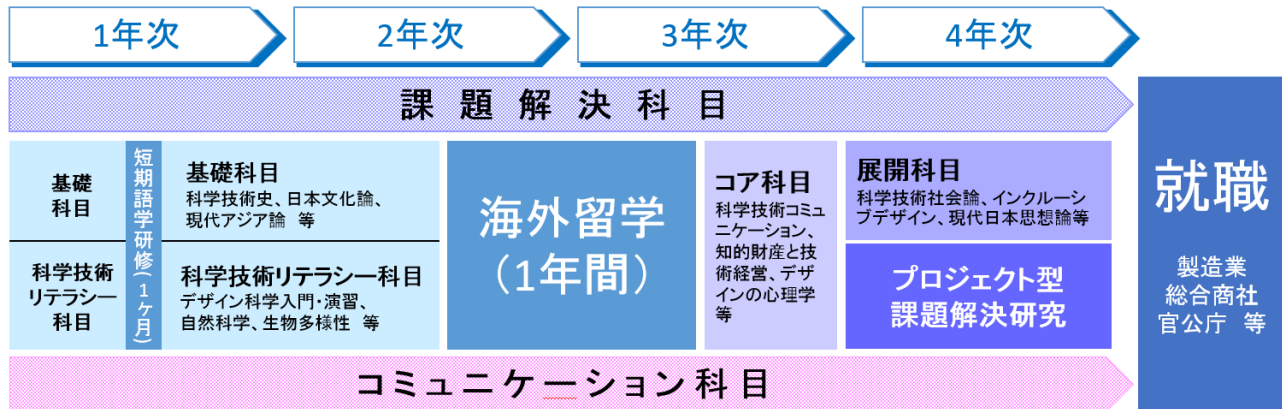 1年次
2年次
3年次
4年次
課題解決科目
基礎
科目
科学技術
リテラシー
科目
短期語学研修(1ヶ月)
基礎科目
科学技術史、日本文化論、
現代アジア論 等
科学技術リテラシー科目
デザイン科学入門・演習、
自然科学、生物多様性 等
海外留学
(1年間)
コア科目
科学技術コミュ
ニケーション、
知的財産と技
術経営、デザ
インの心理学
等
展開科目
科学技術社会論、インクルーシ
ブデザイン、現代日本思想論等
プロジェクト型
課題解決研究
コミュニケーション科目
就職
製造業
総合商社
官公庁 等